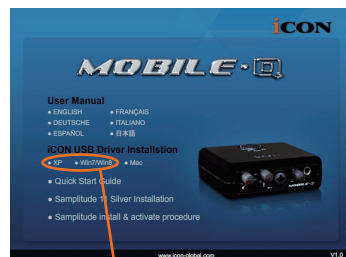 iCON
MOBILE·Q
User Manual
● ENGLISH ● FRANÇAIS
● DEUTSCHE ● ITALIANO
● ESPAÑOL ● 日本語
iCON USB Driver Installstion
● XP ● Win7/Win8 ● Mac
● Quick Start Guide
● Samplitude 11 Silver Installation
● Samplitude install & activate procedure
MOBILE-Q
www.icon-global.com V1.0